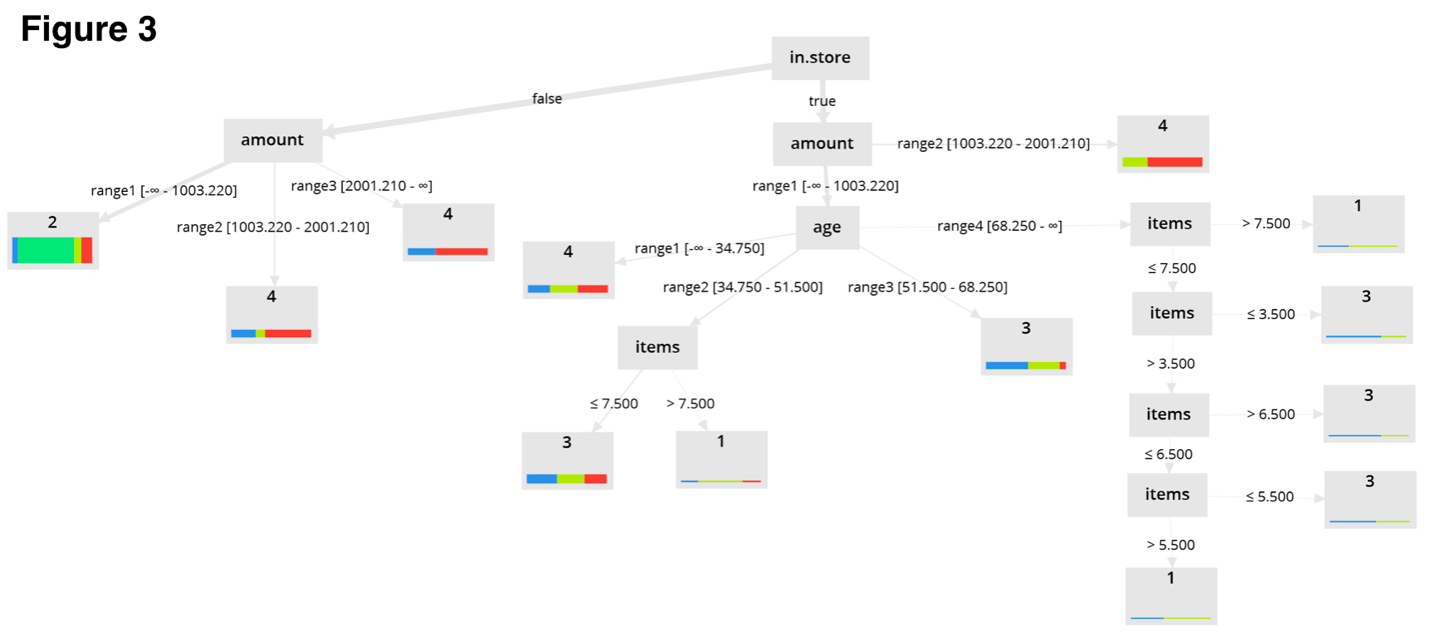 Figure 3
in.store
false
true
amount
amount
range2 [1003.220 - 2001.210]
4
range1 [-∞ - 1003.220]
range3 [2001.210 - ∞]
range1 [-∞ - 1003.220]
2
range2 [1003.220 - 2001.210]
4
age
range4 [68.250 - ∞]
items
> 7.500
1
4
range1 [-∞ - 34.750]
≤ 7.500
4
range2 [34.750 - 51.500]
range3 [51.500 - 68.250]
items
≤ 3.500
3
items
3
> 3.500
≤ 7.500
> 7.500
items
> 6.500
3
3
1
≤ 6.500
items
≤ 5.500
3
> 5.500
1